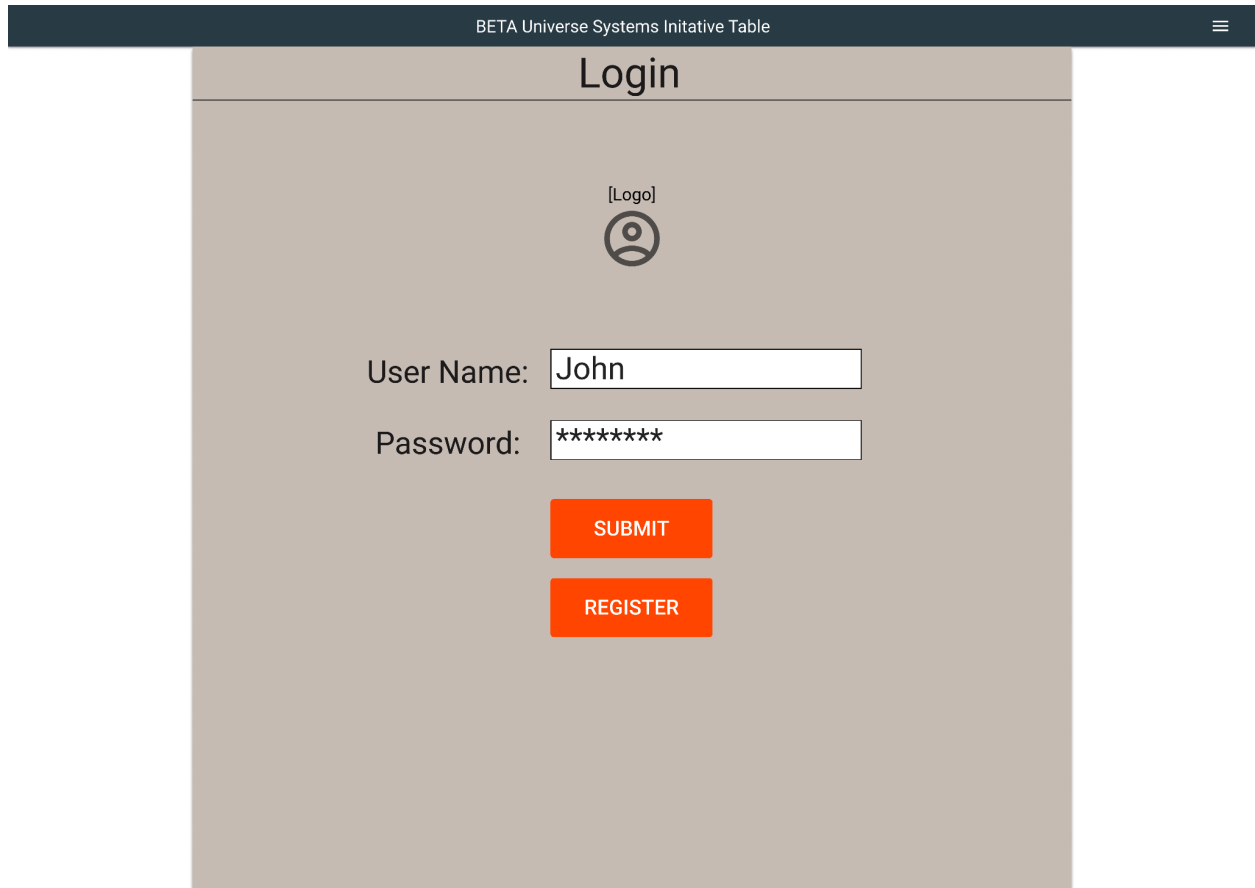 BETA Universe Systems Initative Table
Login
[Logo]
User Name: John
Password: ********
SUBMIT
REGISTER